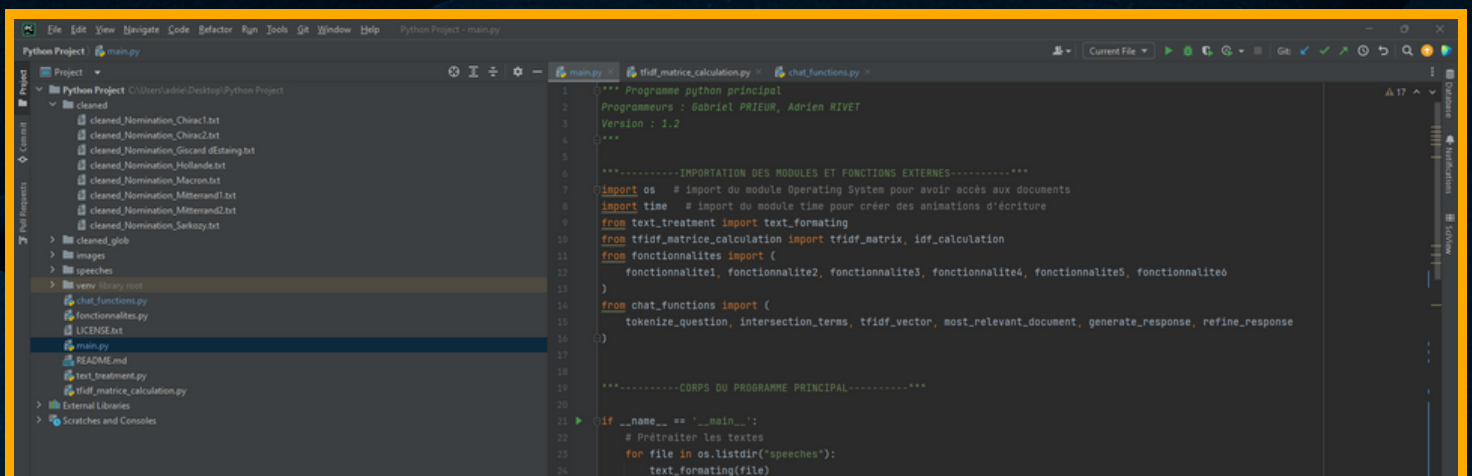 File Edit View Navigate Code Refactor Run Tools Git Window Help Python Project - main.py
Python Project main.py
Current File Git:
Project
main.py tfidf_matrice_calculation.py chat_functions.py
Python Project C:\Users\adrie\Desktop\Python Project
cleaned
cleaned_Nomination_Chirac1.txt
cleaned_Nomination_Chirac2.txt
cleaned_Nomination_Giscard dEstaing.txt
cleaned_Nomination_Hollande.txt
cleaned_Nomination_Macron.txt
cleaned_Nomination_Mitterrand1.txt
cleaned_Nomination_Mitterrand2.txt
cleaned_Nomination_Sarkozy.txt
cleaned_glob
images
speeches
venv library root
chat_functions.py
fonctionnalites.py
LICENSE.txt
main.py
README.md
text_treatment.py
tfidf_matrice_calculation.py
External Libraries
Scratches and Consoles
Project
Commit
Pull Requests
1 """ Programme python principal
2 Programmeurs : Gabriel PRIEUR, Adrien RIVET
3 Version : 1.2
4 """
5
6 """----------IMPORTATION DES MODULES ET FONCTIONS EXTERNES----------"""
7 import os # import du module Operating System pour avoir accès aux documents
8 import time # import du module time pour créer des animations d'écriture
9 from text_treatment import text_formating
10 from tfidf_matrice_calculation import tfidf_matrix, idf_calculation
11 from fonctionnalites import (
12 fonctionnalite1, fonctionnalite2, fonctionnalite3, fonctionnalite4, fonctionnalite5, fonctionnalite6
13 )
14 from chat_functions import (
15 tokenize_question, intersection_terms, tfidf_vector, most_relevant_document, generate_response, refine_response
16 )
17
18
19 """----------CORPS DU PROGRAMME PRINCIPAL----------"""
20
21 if __name__ == '__main__':
22 # Prétraiter les textes
23 for file in os.listdir("speeches"):
24 text_formating(file)
17
Database
Notifications
SciView